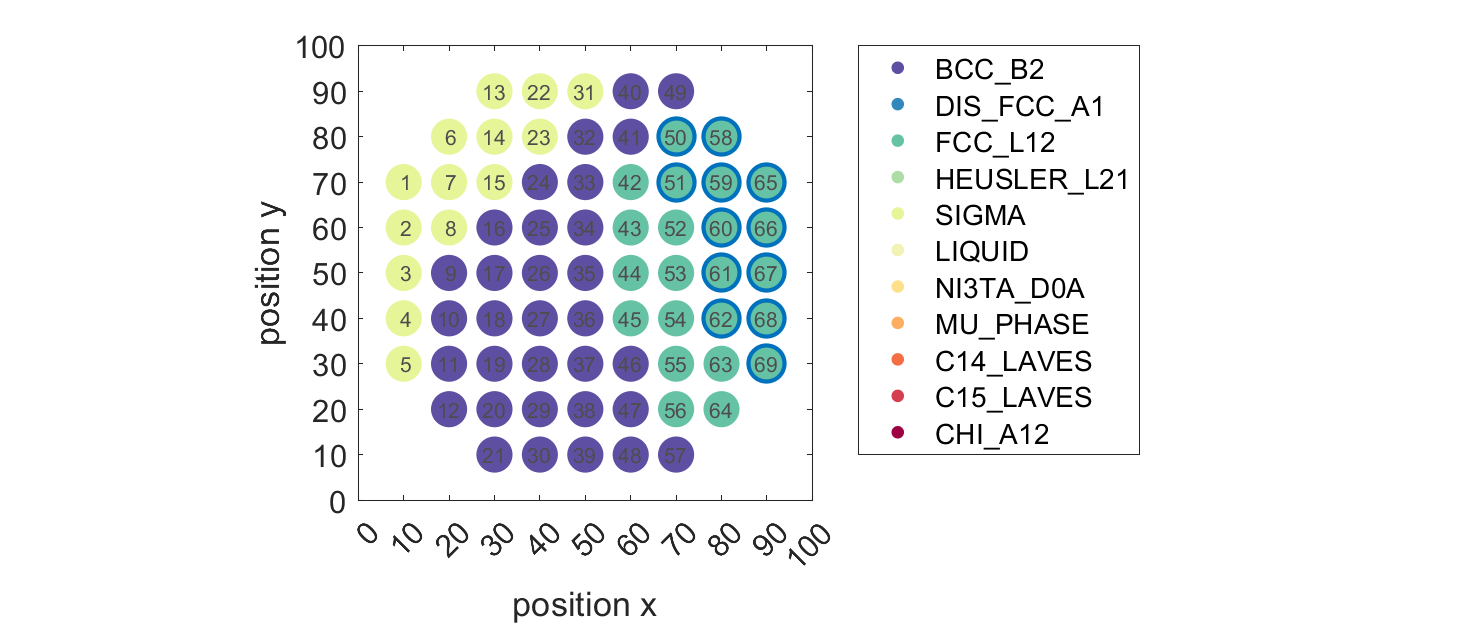 100
90
80
70
60
50
40
30
20
10
0
position y
13 22 31 40 49
6 14 23 32 41 50 58
1 7 15 24 33 42 51 59 65
2 8 16 25 34 43 52 60 66
3 9 17 26 35 44 53 61 67
4 10 18 27 36 45 54 62 68
5 11 19 28 37 46 55 63 69
12 20 29 38 47 56 64
21 30 39 48 57
0 10 20 30 40 50 60 70 80 90 100
position x
BCC_B2
DIS_FCC_A1
FCC_L12
HEUSLER_L21
SIGMA
LIQUID
NI3TA_D0A
MU_PHASE
C14_LAVES
C15_LAVES
CHI_A12